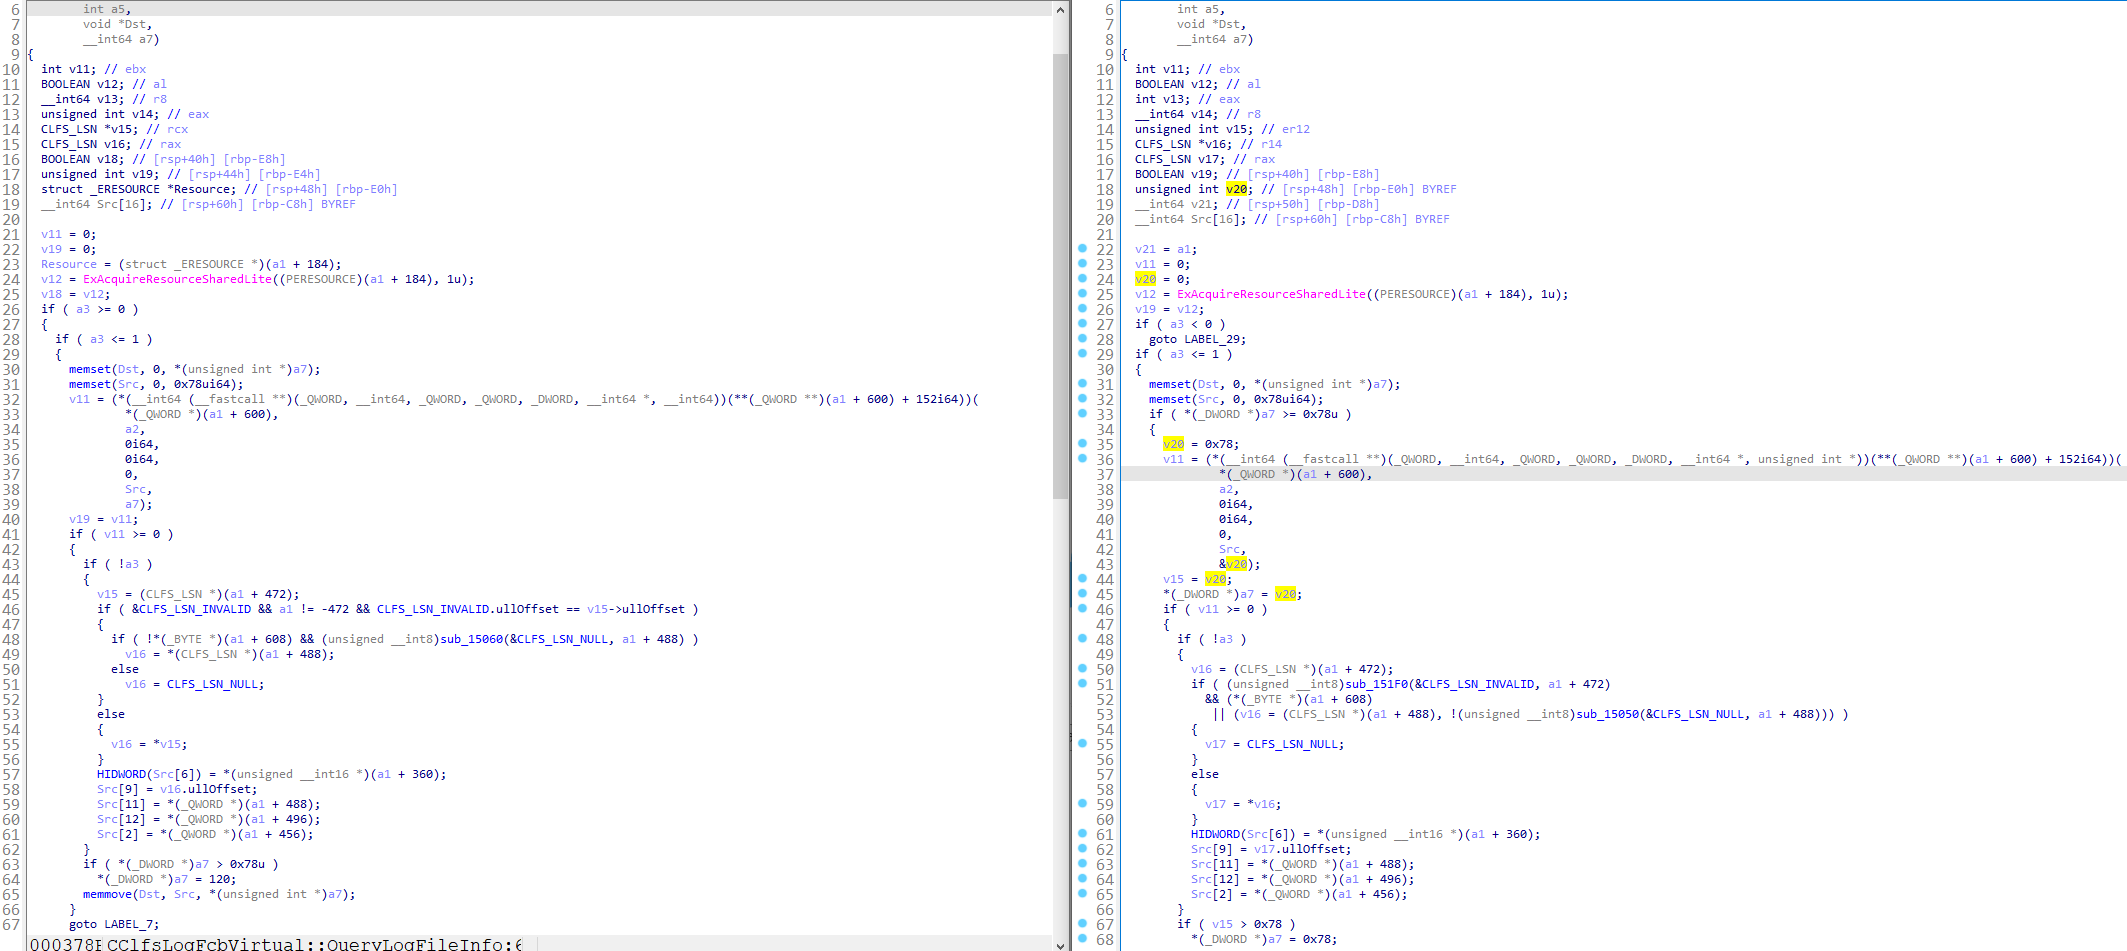 6         int a5,
7         void *Dst,
8         __int64 a7)
9 {
10   int v11; // ebx
11   BOOLEAN v12; // al
12   __int64 v13; // r8
13   unsigned int v14; // eax
14   CLFS_LSN *v15; // rcx
15   CLFS_LSN v16; // rax
16   BOOLEAN v18; // [rsp+40h] [rbp-E8h]
17   unsigned int v19; // [rsp+44h] [rbp-E4h]
18   struct _ERESOURCE *Resource; // [rsp+48h] [rbp-E0h]
19   __int64 Src[16]; // [rsp+60h] [rbp-C8h] BYREF
20
21   v11 = 0;
22   v19 = 0;
23   Resource = (struct _ERESOURCE *)(a1 + 184);
24   v12 = ExAcquireResourceSharedLite((PERESOURCE)(a1 + 184), 1u);
25   v18 = v12;
26   if ( a3 >= 0 )
27   {
28     if ( a3 <= 1 )
29     {
30       memset(Dst, 0, *(unsigned int *)a7);
31       memset(Src, 0, 0x78ui64);
32       v11 = (*(__int64 (__fastcall **)(_QWORD, __int64, _QWORD, _QWORD, _DWORD, __int64 *, __int64))(**(_QWORD **)(a1 + 600) + 152i64))(
33               *(_QWORD *)(a1 + 600),
34               a2,
35               0i64,
36               0i64,
37               0,
38               Src,
39               a7);
40       v19 = v11;
41       if ( v11 >= 0 )
42       {
43         if ( !a3 )
44         {
45           v15 = (CLFS_LSN *)(a1 + 472);
46           if ( &CLFS_LSN_INVALID && a1 != -472 && CLFS_LSN_INVALID.ullOffset == v15->ullOffset )
47           {
48             if ( !*(_BYTE *)(a1 + 608) && (unsigned __int8)sub_15060(&CLFS_LSN_NULL, a1 + 488) )
49               v16 = *(CLFS_LSN *)(a1 + 488);
50             else
51               v16 = CLFS_LSN_NULL;
52           }
53           else
54           {
55             v16 = *v15;
56           }
57           HIDWORD(Src[6]) = *(unsigned __int16 *)(a1 + 360);
58           Src[9] = v16.ullOffset;
59           Src[11] = *(_QWORD *)(a1 + 488);
60           Src[12] = *(_QWORD *)(a1 + 496);
61           Src[2] = *(_QWORD *)(a1 + 456);
62         }
63         if ( *(_DWORD *)a7 > 0x78u )
64           *(_DWORD *)a7 = 120;
65         memmove(Dst, Src, *(unsigned int *)a7);
66       }
67       goto LABEL_7;
CClfsLogFcbVirtual::QueryLogFileInfo:6
6         int a5,
7         void *Dst,
8         __int64 a7)
9 {
10   int v11; // ebx
11   BOOLEAN v12; // al
12   int v13; // eax
13   __int64 v14; // r8
14   unsigned int v15; // er12
15   CLFS_LSN *v16; // r14
16   CLFS_LSN v17; // rax
17   BOOLEAN v19; // [rsp+40h] [rbp-E8h]
18   unsigned int v20; // [rsp+48h] [rbp-E0h] BYREF
19   __int64 v21; // [rsp+50h] [rbp-D8h]
20   __int64 Src[16]; // [rsp+60h] [rbp-C8h] BYREF
21
22   v21 = a1;
23   v11 = 0;
24   v20 = 0;
25   v12 = ExAcquireResourceSharedLite((PERESOURCE)(a1 + 184), 1u);
26   v19 = v12;
27   if ( a3 < 0 )
28     goto LABEL_29;
29   if ( a3 <= 1 )
30   {
31     memset(Dst, 0, *(unsigned int *)a7);
32     memset(Src, 0, 0x78ui64);
33     if ( *(_DWORD *)a7 >= 0x78u )
34     {
35       v20 = 0x78;
36       v11 = (*(__int64 (__fastcall **)(_QWORD, __int64, _QWORD, _QWORD, _DWORD, __int64 *, unsigned int *))(**(_QWORD **)(a1 + 600) + 152i64))(
37               *(_QWORD *)(a1 + 600),
38               a2,
39               0i64,
40               0i64,
41               0,
42               Src,
43               &v20);
44       v15 = v20;
45       *(_DWORD *)a7 = v20;
46       if ( v11 >= 0 )
47       {
48         if ( !a3 )
49         {
50           v16 = (CLFS_LSN *)(a1 + 472);
51           if ( (unsigned __int8)sub_151F0(&CLFS_LSN_INVALID, a1 + 472)
52             && (*(_BYTE *)(a1 + 608)
53              || (v16 = (CLFS_LSN *)(a1 + 488), !(unsigned __int8)sub_15050(&CLFS_LSN_NULL, a1 + 488))) )
54           {
55             v17 = CLFS_LSN_NULL;
56           }
57           else
58           {
59             v17 = *v16;
60           }
61           HIDWORD(Src[6]) = *(unsigned __int16 *)(a1 + 360);
62           Src[9] = v17.ullOffset;
63           Src[11] = *(_QWORD *)(a1 + 488);
64           Src[12] = *(_QWORD *)(a1 + 496);
65           Src[2] = *(_QWORD *)(a1 + 456);
66         }
67         if ( v15 > 0x78 )
68           *(_DWORD *)a7 = 0x78;